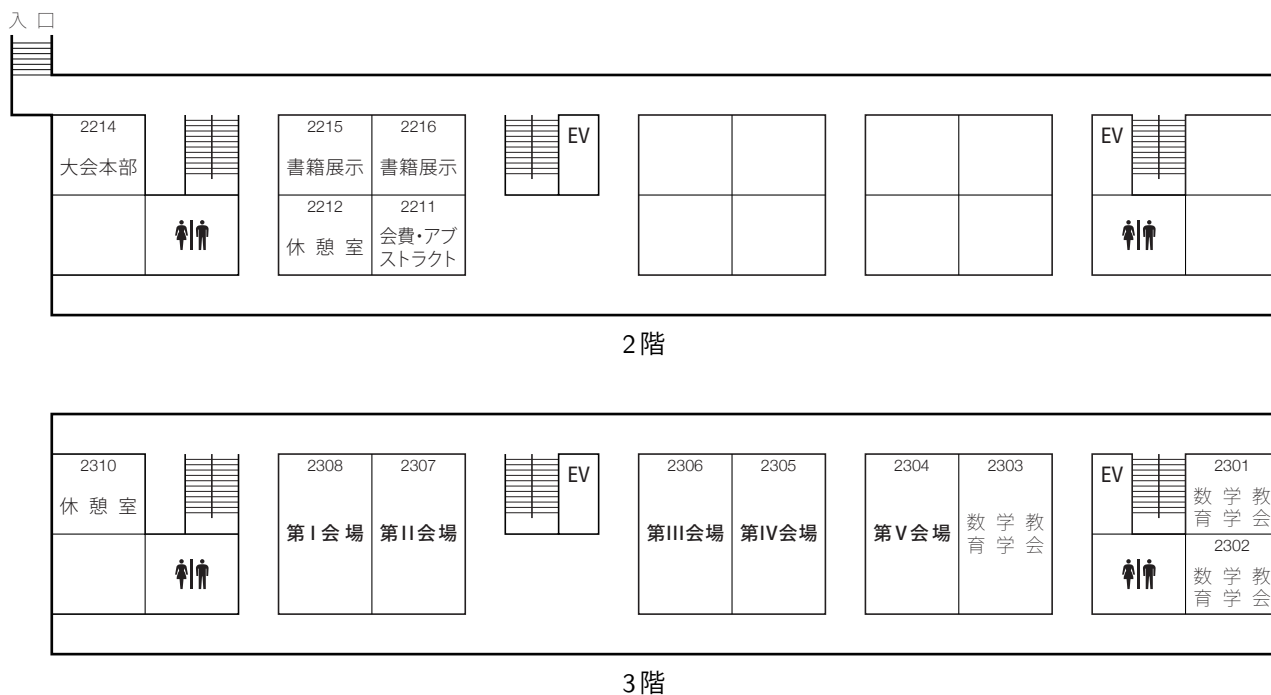 入口
2214
大会本部
2215
書籍展示
2216
書籍展示
EV
EV
2212
休憩室
2211
会費・アブ
ストラクト
2階
2310
休憩室
2308
第I会場
2307
第II会場
EV
2306
第III会場
2305
第IV会場
2304
第V会場
2303
数学教
育学会
EV
2301
数学教
育学会
2302
数学教
育学会
3階